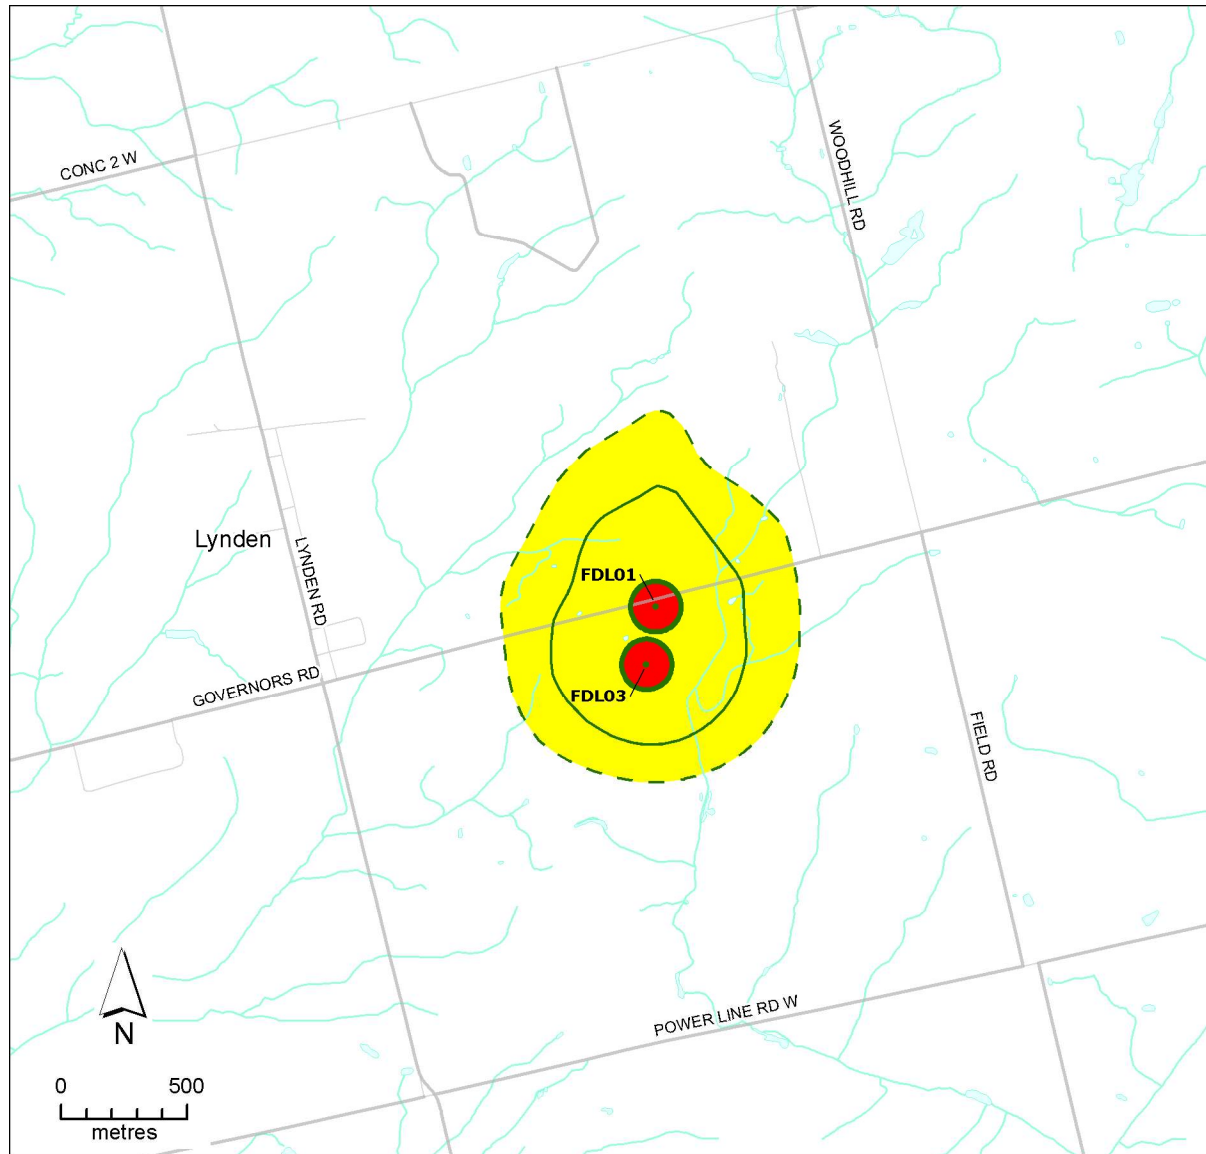 CONC 2 W
WOODHILL RD
Lynden
LYNDEN RD
FDL01
GOVERNORS RD
FDL03
FIELD RD
N
POWER LINE RD W
0 500
metres